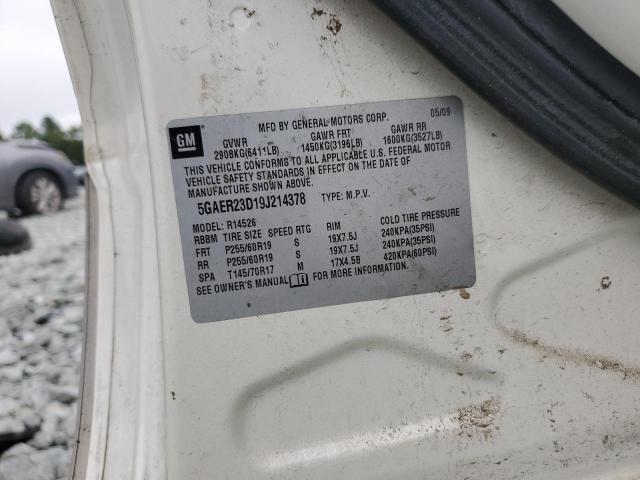 GM
MFD BY GENERAL MOTORS CORP. 05/09
GVWR GAWR FRT GAWR RR
2908KG(6411LB) 1450KG(3196LB) 1600KG(3527LB)
THIS VEHICLE CONFORMS TO ALL APPLICABLE U.S. FEDERAL MOTOR
VEHICLE SAFETY STANDARDS IN EFFECT ON THE DATE OF
MANUFACTURE SHOWN ABOVE.
5GAER23D19J214378 TYPE: M.P.V.
MODEL: R14526
RBBM TIRE SIZE SPEED RTG RIM COLD TIRE PRESSURE
FRT P255/60R19 S 19X7.5J 240KPA(35PSI)
RR P255/60R19 S 19X7.5J 240KPA(35PSI)
SPA T145/70R17 M 17X4.5B 420KPA(60PSI)
SEE OWNER'S MANUAL FOR MORE INFORMATION.